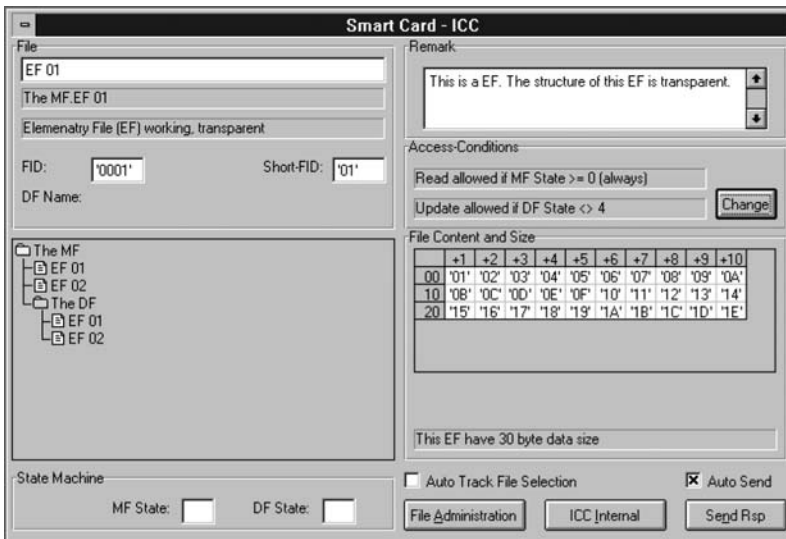 Smart Card - ICC
File
EF 01
The MF.EF 01
Elemenatry File (EF) working, transparent
FID: '0001' Short-FID: '01'
DF Name:
The MF
EF 01
EF 02
The DF
EF 01
EF 02
State Machine
MF State: DF State:
Remark
This is a EF. The structure of this EF is transparent.
Access-Conditions
Read allowed if MF State >= 0 (always)
Update allowed if DF State <> 4
Change
File Content and Size
+1 +2 +3 +4 +5 +6 +7 +8 +9 +10
00 '01' '02' '03' '04' '05' '06' '07' '08' '09' '0A'
10 '0B' '0C' '0D' '0E' '0F' '10' '11' '12' '13' '14'
20 '15' '16' '17' '18' '19' '1A' '1B' '1C' '1D' '1E'
This EF have 30 byte data size
Auto Track File Selection Auto Send
File Administration ICC Internal Send Rsp